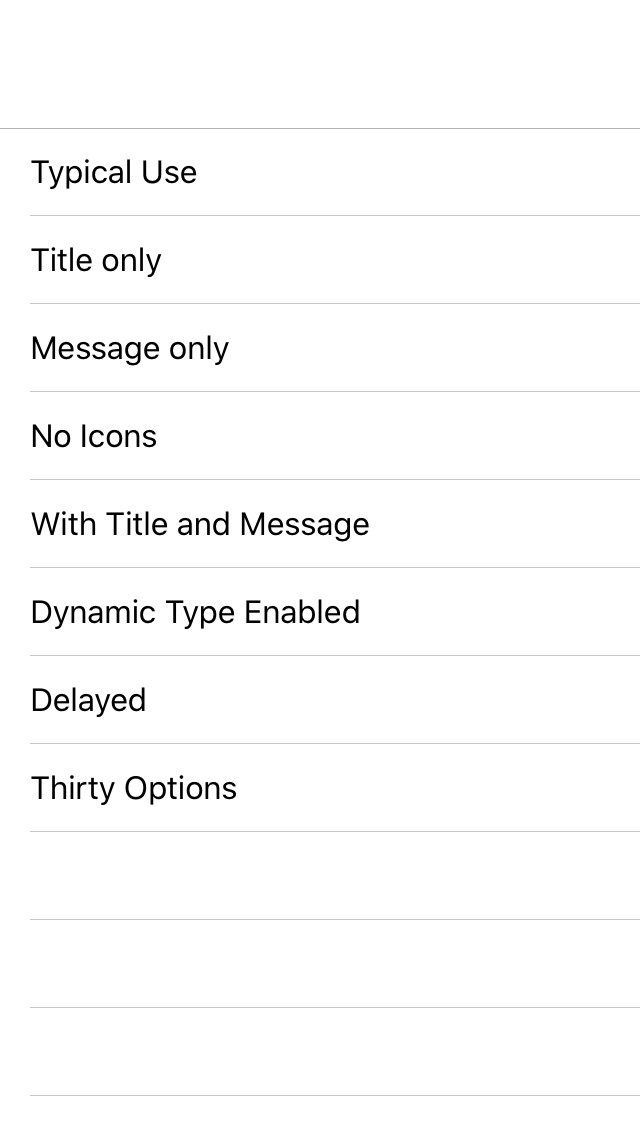 Typical Use
Title only
Message only
No Icons
With Title and Message
Dynamic Type Enabled
Delayed
Thirty Options